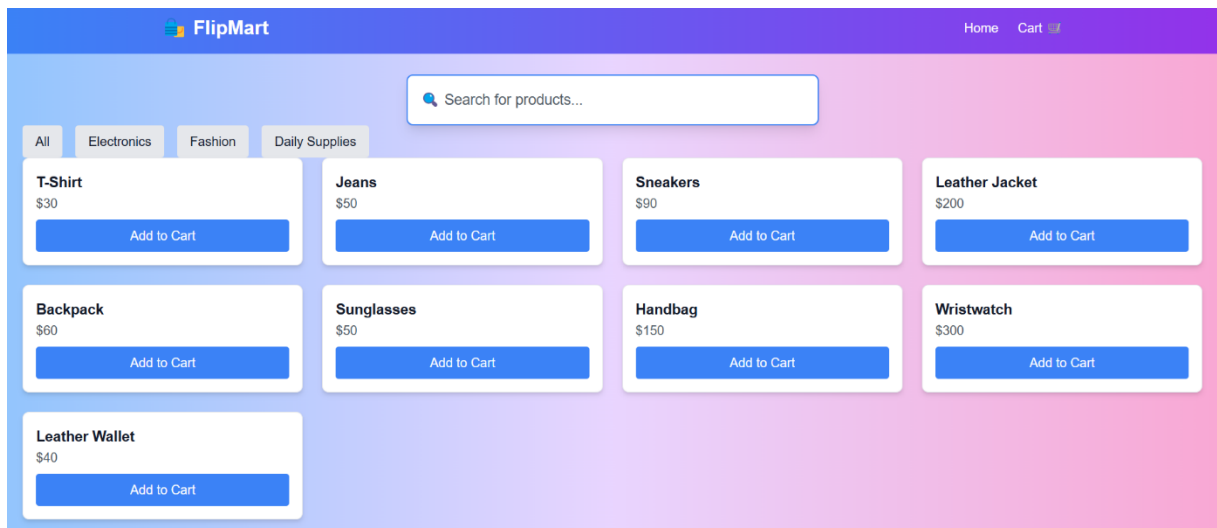 FlipMart
Home Cart
Search for products...
All Electronics Fashion Daily Supplies
T-Shirt
$30
Add to Cart
Jeans
$50
Add to Cart
Sneakers
$90
Add to Cart
Leather Jacket
$200
Add to Cart
Backpack
$60
Add to Cart
Sunglasses
$50
Add to Cart
Handbag
$150
Add to Cart
Wristwatch
$300
Add to Cart
Leather Wallet
$40
Add to Cart